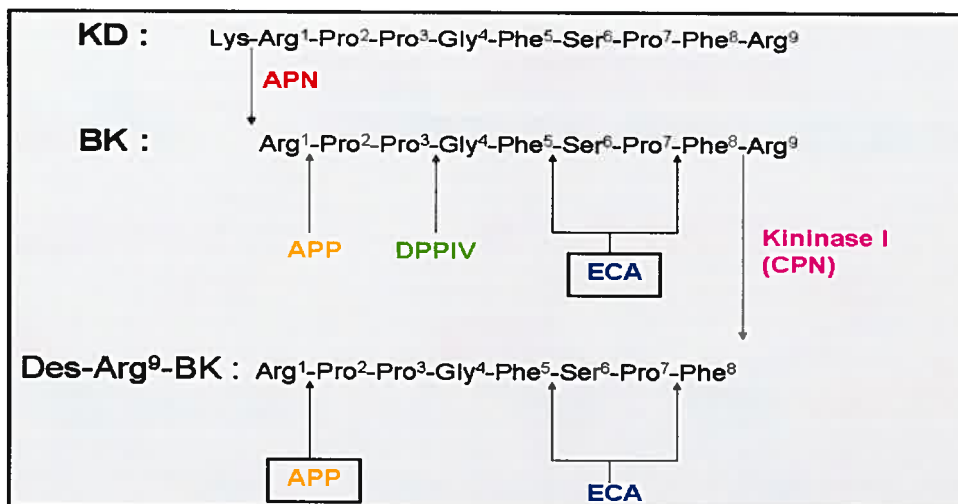 KD : Lys-Arg¹-Pro²-Pro³-Gly⁴-Phe⁵-Ser⁶-Pro⁷-Phe⁸-Arg⁹
APN
BK : Arg¹-Pro²-Pro³-Gly⁴-Phe⁵-Ser⁶-Pro⁷-Phe⁸-Arg⁹
APP DPPIV ECA Kininase I
(CPN)
Des-Arg⁹-BK : Arg¹-Pro²-Pro³-Gly⁴-Phe⁵-Ser⁶-Pro⁷-Phe⁸
APP ECA